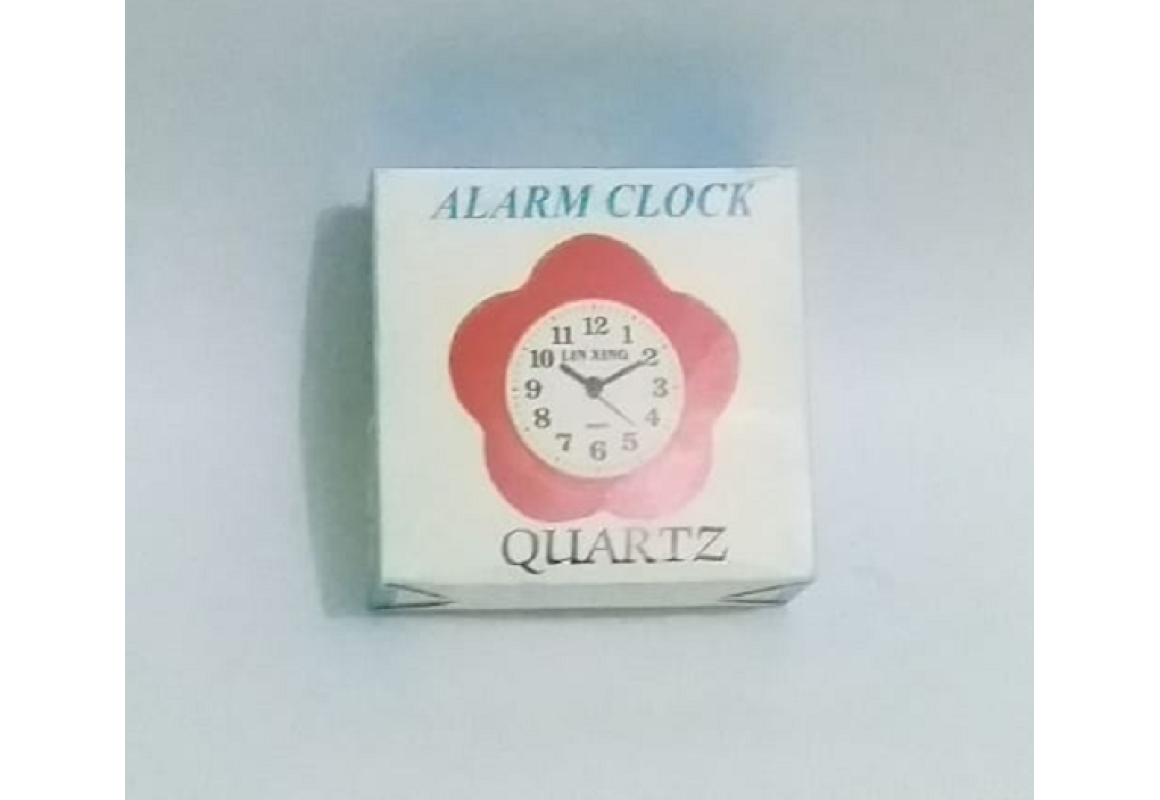 ALARM CLOCK
12
11 1
LIN XING
10 2
9 3
8 4
7 5
6
QUARTZ